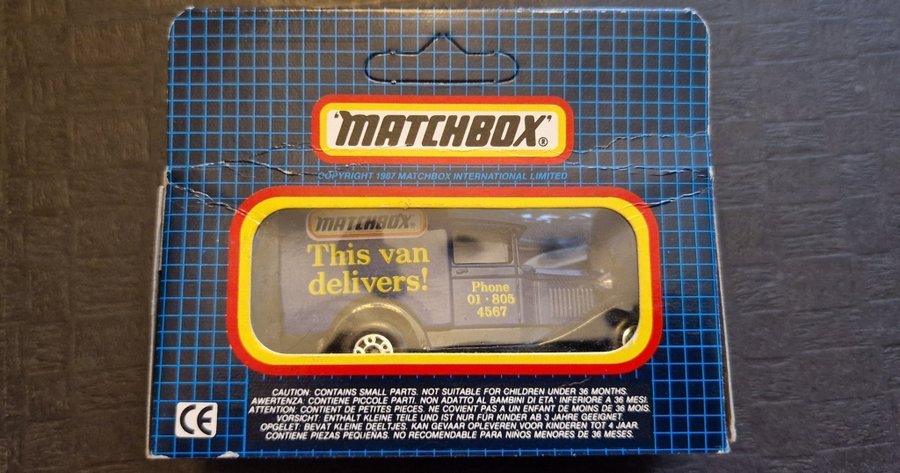 'MATCHBOX'®
COPYRIGHT 1987 MATCHBOX INTERNATIONAL LIMITED
MATCHBOX®
This van
delivers!
Phone
01·805
4567
CAUTION: CONTAINS SMALL PARTS. NOT SUITABLE FOR CHILDREN UNDER 36 MONTHS.
AWERTENZA: CONTIENE PICCOLE PARTI. NON ADATTO AL BAMBINI DI ETA' INFERIORE A 36 MESI.
ATTENTION: CONTIENT DE PETITES PIECES. NE COVIENT PAS A UN ENFANT DE MOINS DE 36 MOIS.
VORSICHT: ENTHALT KLEINE TEILE UND IST NUR FUR KINDER AB 3 JAHRE GEEIGNET.
OPGELET: BEVAT KLEINE DEELTJES. KAN GEVAAR OPLEVEREN VOOR KINDEREN TOT 4 JAAR.
CONTIENE PIEZAS PEQUEÑAS. NO RECOMENDABLE PARA NIÑOS MENORES DE 36 MESES.
CE